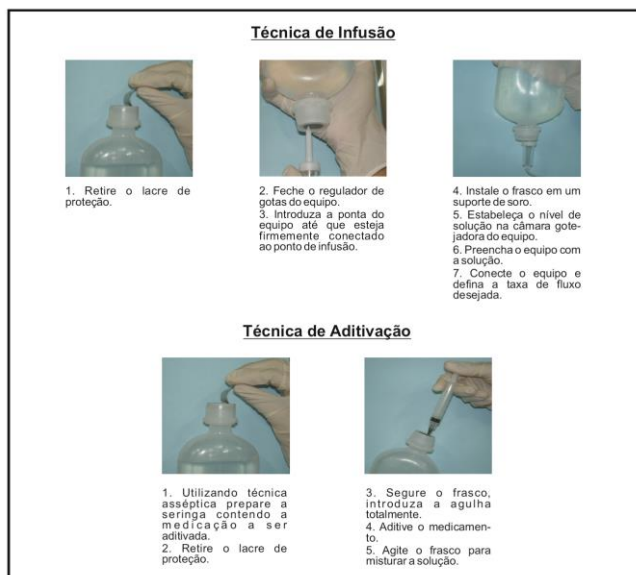 Técnica de Infusão
1. Retire o lacre de
proteção.
2. Feche o regulador de
gotas do equipo.
3. Introduza a ponta do
equipo até que esteja
firmemente conectado
ao ponto de infusão.
4. Instale o frasco em um
suporte de soro.
5. Estabeleça o nível de
solução na câmara gote-
jadora do equipo.
6. Preencha o equipo com
a solução.
7. Conecte o equipo e
defina a taxa de fluxo
desejada.
Técnica de Aditivação
1. Utilizando técnica
asséptica prepare a
seringa contendo a
medicação a ser
aditivada.
2. Retire o lacre de
proteção.
3. Segure o frasco,
introduza a agulha
totalmente.
4. Aditive o medicamen-
to.
5. Agite o frasco para
misturar a solução.